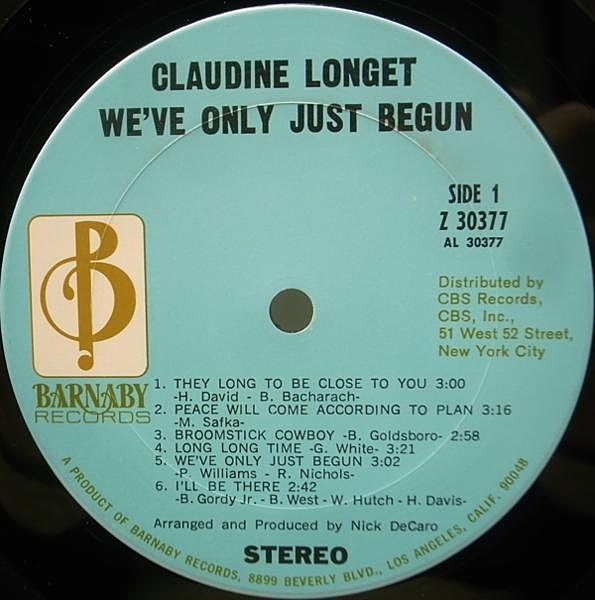 CLAUDINE LONGET
WE'VE ONLY JUST BEGUN
SIDE 1
Z 30377
AL 30377
Distributed by
CBS Records,
CBS, Inc.,
51 West 52 Street,
New York City
B
BARNABY
RECORDS
1. THEY LONG TO BE CLOSE TO YOU 3:00
-H. David - B. Bacharach-
2. PEACE WILL COME ACCORDING TO PLAN 3:16
-M. Safka-
3. BROOMSTICK COWBOY -B. Goldsboro- 2:58
4. LONG LONG TIME -G. White- 3:21
5. WE'VE ONLY JUST BEGUN 3:02
-P. Williams - R. Nichols-
6. I'LL BE THERE 2:42
-B. Gordy Jr. - B. West - W. Hutch - H. Davis-
Arranged and Produced by Nick DeCaro
STEREO
A PRODUCT OF BARNABY RECORDS, 8899 BEVERLY BLVD., LOS ANGELES, CALIF. 90048